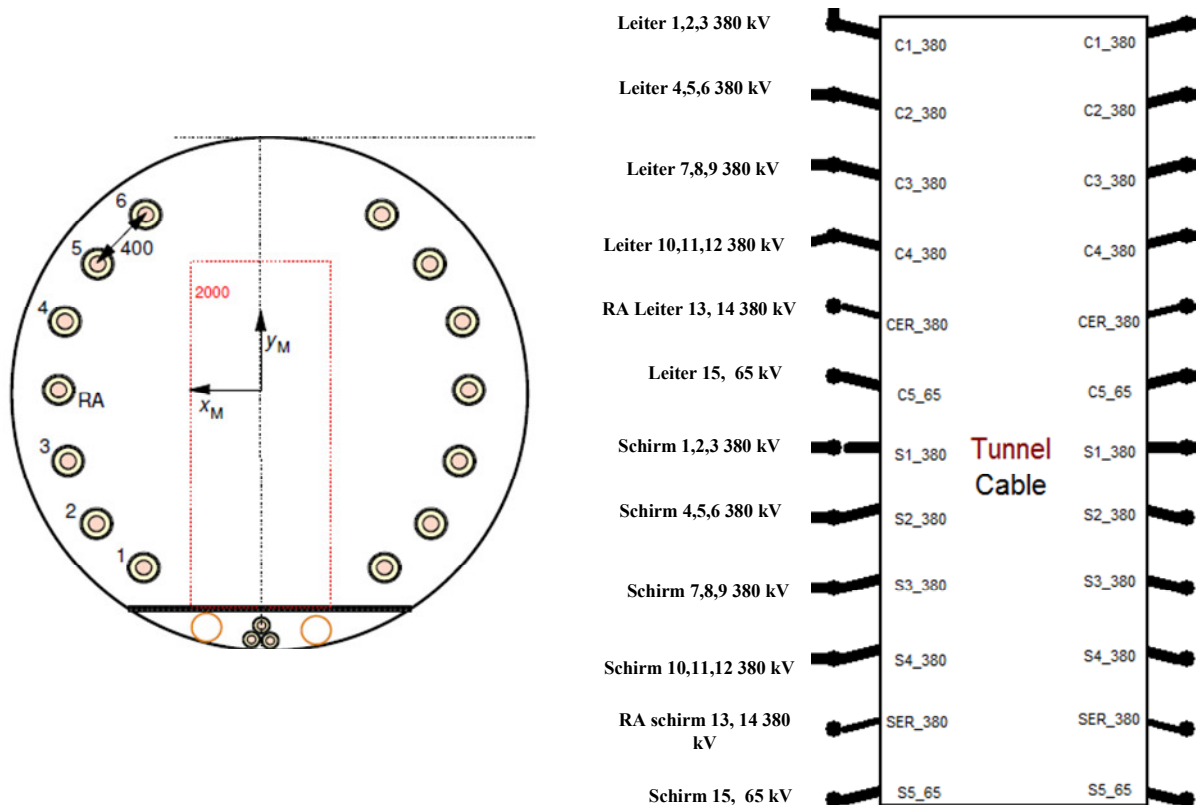 6
5
400
4
2000
y M
RA
x M
3
2
1
Leiter 1,2,3 380 kV
Leiter 4,5,6 380 kV
Leiter 7,8,9 380 kV
Leiter 10,11,12 380 kV
RA Leiter 13, 14 380 kV
Leiter 15, 65 kV
Schirm 1,2,3 380 kV
Schirm 4,5,6 380 kV
Schirm 7,8,9 380 kV
Schirm 10,11,12 380 kV
RA schirm 13, 14 380
kV
Schirm 15, 65 kV
C1_380
C2_380
C3_380
C4_380
CER_380
C5_65
S1_380
S2_380
S3_380
S4_380
SER_380
S5_65
Tunnel
Cable
C1_380
C2_380
C3_380
C4_380
CER_380
C5_65
S1_380
S2_380
S3_380
S4_380
SER_380
S5_65